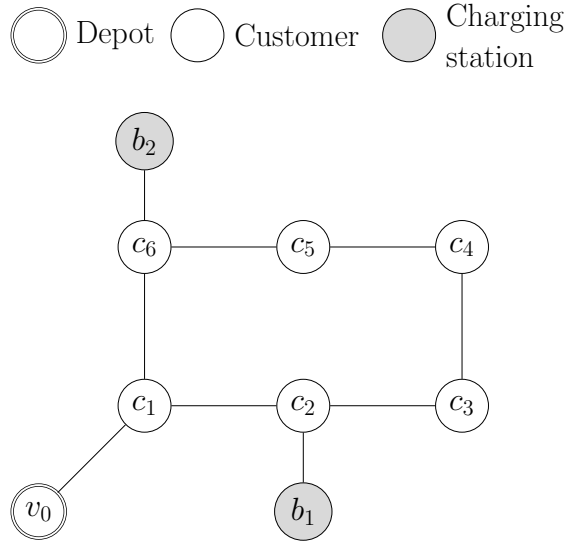 Depot
Customer
Charging
station
b₂
c₆
c₅
c₄
c₁
c₂
c₃
v₀
b₁